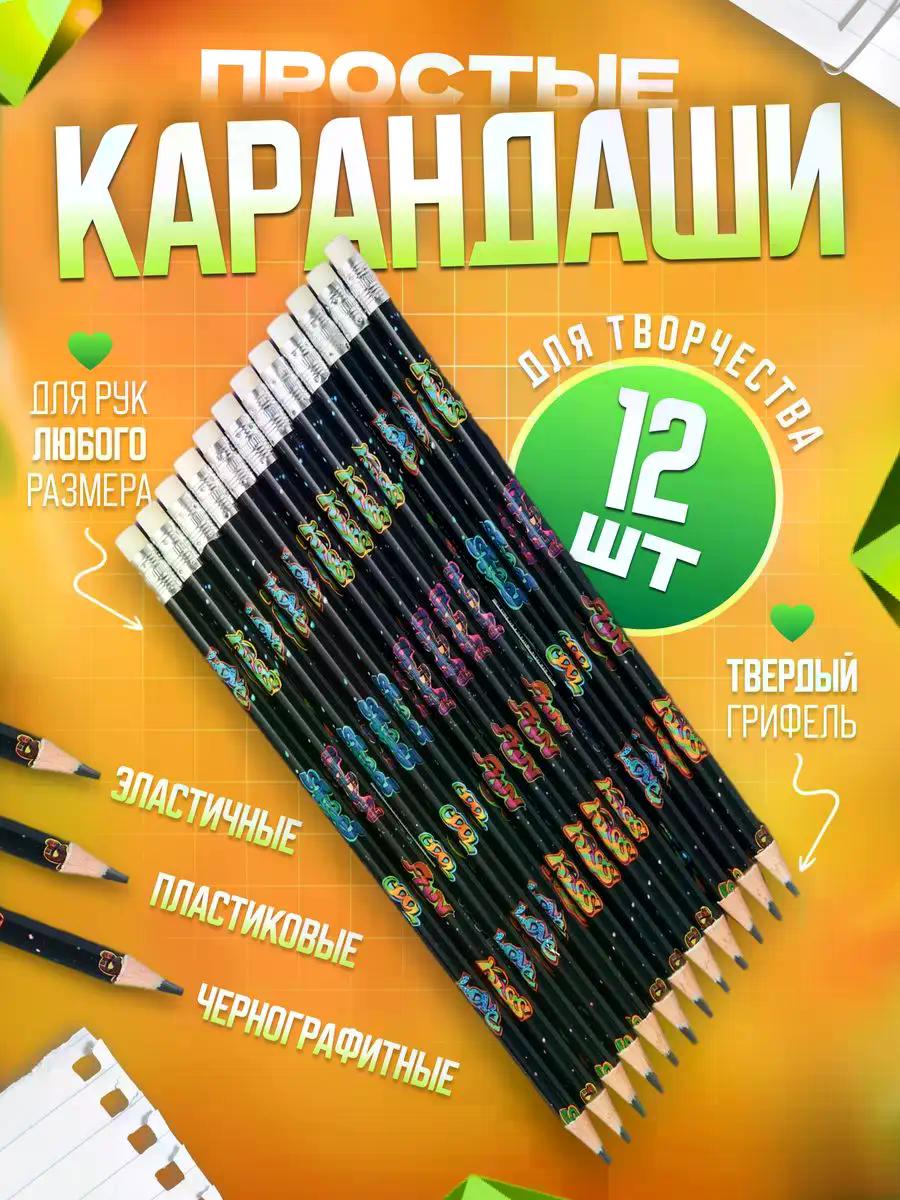 ПРОСТЫЕ
КАРАНДАШИ
ДЛЯ ТВОРЧЕСТВА
12
ШТ
ДЛЯ РУК
ЛЮБОГО
РАЗМЕРА
ТВЕРДЫЙ
ГРИФЕЛЬ
ЭЛАСТИЧНЫЕ
ПЛАСТИКОВЫЕ
ЧЕРНОГРАФИТНЫЕ